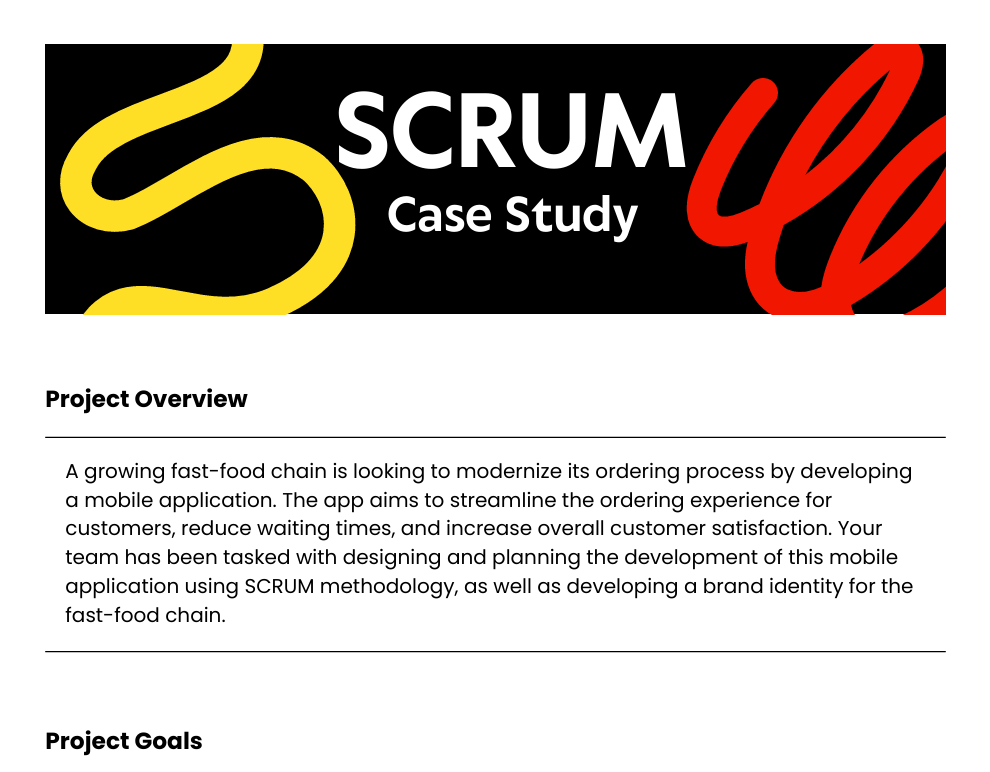 SCRUM
Case Study
Project Overview
A growing fast-food chain is looking to modernize its ordering process by developing
a mobile application. The app aims to streamline the ordering experience for
customers, reduce waiting times, and increase overall customer satisfaction. Your
team has been tasked with designing and planning the development of this mobile
application using SCRUM methodology, as well as developing a brand identity for the
fast-food chain.
Project Goals